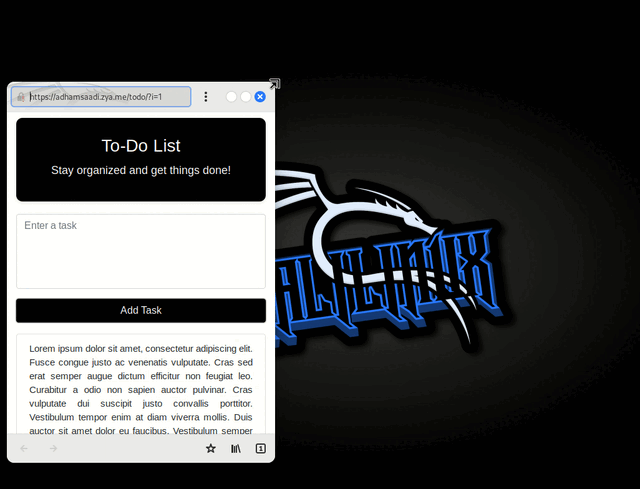 https://adhamsaadi.zya.me/todo/?i=1
To-Do List
Stay organized and get things done!
Enter a task
Add Task
Lorem ipsum dolor sit amet, consectetur adipiscing elit.
Fusce congue justo ac venenatis vulputate. Cras sed
erat semper augue dictum efficitur non feugiat leo.
Curabitur a odio non sapien auctor pulvinar. Cras
vulputate dui suscipit justo convallis porttitor.
Vestibulum tempor enim at diam viverra mollis. Duis
auctor sit amet dolor eu faucibus. Vestibulum semper
1